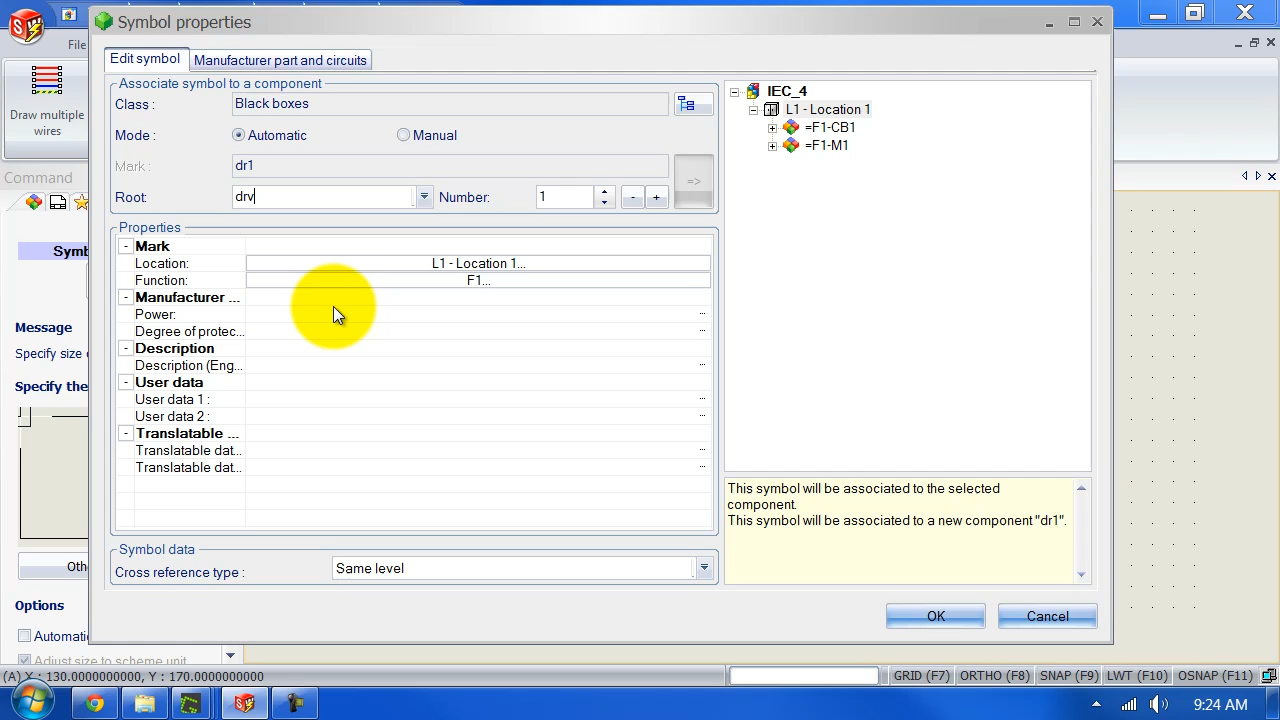 Symbol properties
File
Edit symbol
Manufacturer part and circuits
Draw multiple
wires
Command
Associate symbol to a component
Class :
Black boxes
Mode :
Automatic
Manual
Mark :
dr1
=>
Root:
drv
Number:
1
-
+
IEC_4
L1 - Location 1
=F1-CB1
=F1-M1
Symb
Message
Specify size
Specify the
Oth
Options
Automatic
Adjust size to scheme unit
Properties
Mark
Location:
L1 - Location 1...
Function:
F1...
Manufacturer ...
Power:
Degree of protec...
Description
Description (Eng...
User data
User data 1 :
User data 2 :
Translatable ...
Translatable dat...
Translatable dat...
Symbol data
Cross reference type :
Same level
This symbol will be associated to the selected
component.
This symbol will be associated to a new component "dr1".
OK
Cancel
(A) X : 130.0000000000, Y : 170.0000000000
GRID (F7)
ORTHO (F8)
SNAP (F9)
LWT (F10)
OSNAP (F11)
9:24 AM